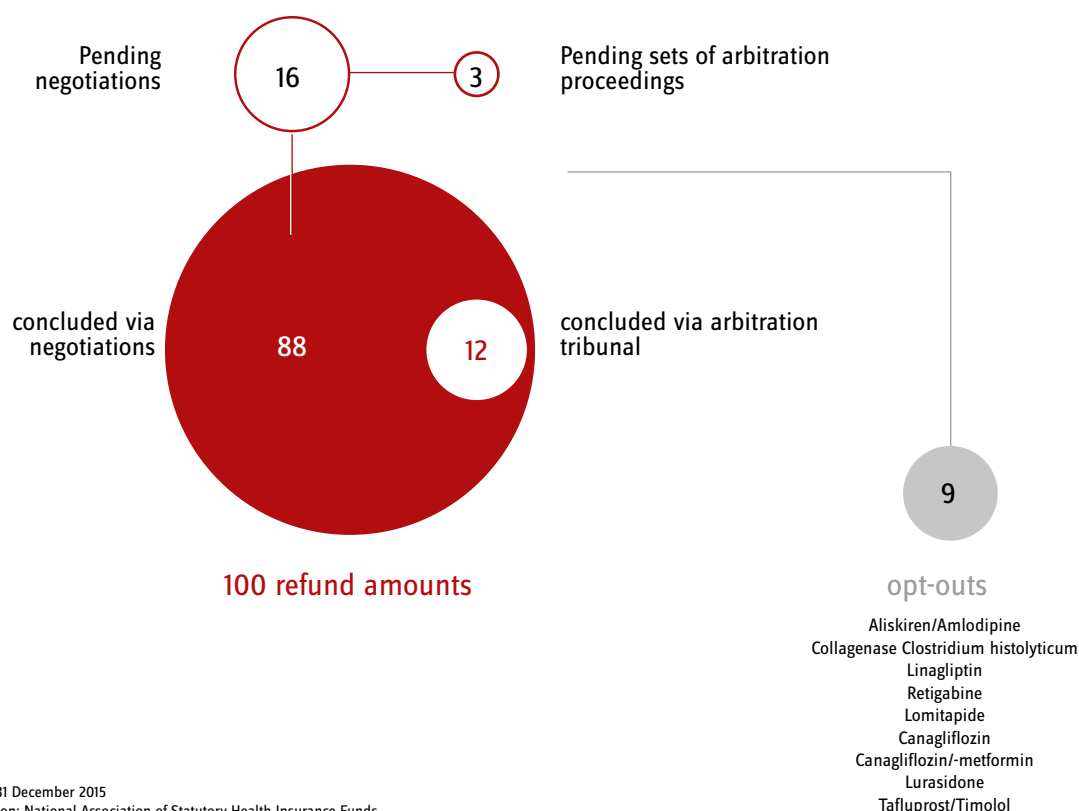 Pending
negotiations
16
3
Pending sets of arbitration
proceedings
concluded via
negotiations
88
12
concluded via arbitration
tribunal
9
100 refund amounts
opt-outs
Aliskiren/Amlodipine
Collagenase Clostridium histolyticum
Linagliptin
Retigabine
Lomitapide
Canagliflozin
Canagliflozin/-metformin
Lurasidone
Tafluprost/Timolol
31 December 2015
National Association of Statutory Health Insurance Funds